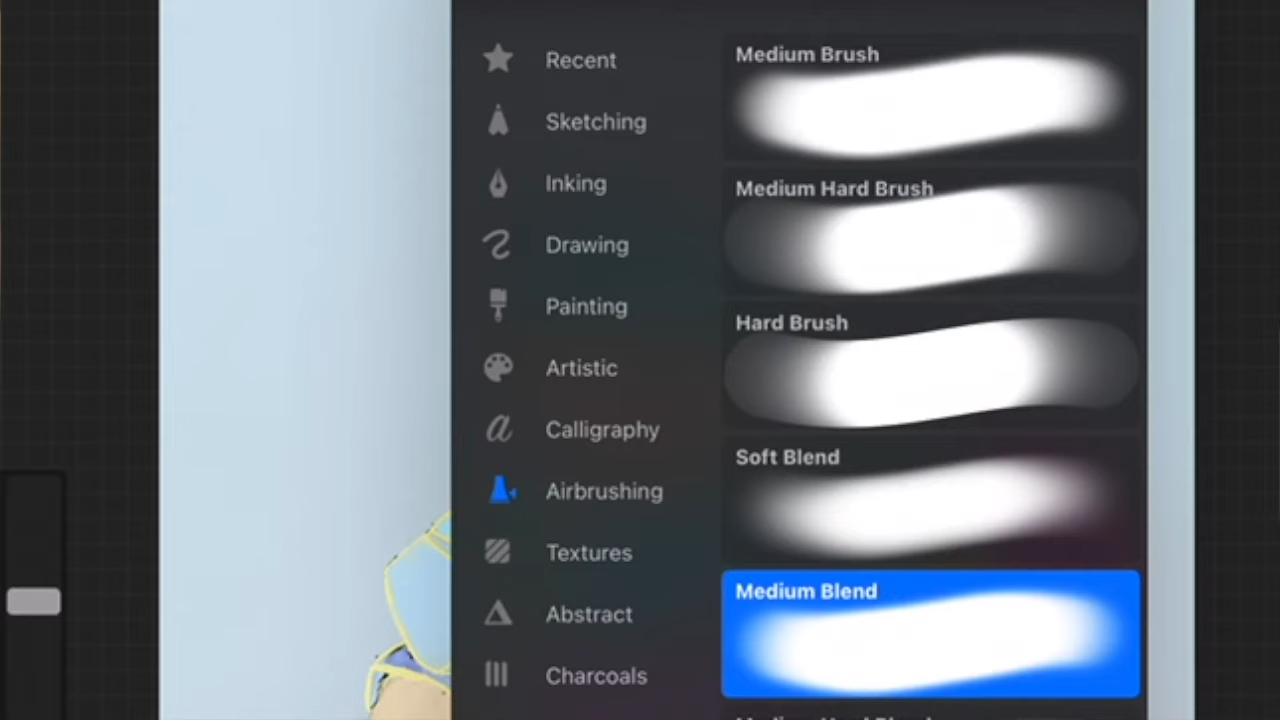 Recent
Sketching
Inking
Drawing
Painting
Artistic
Calligraphy
Airbrushing
Textures
Abstract
Charcoals
Medium Brush
Medium Hard Brush
Hard Brush
Soft Blend
Medium Blend